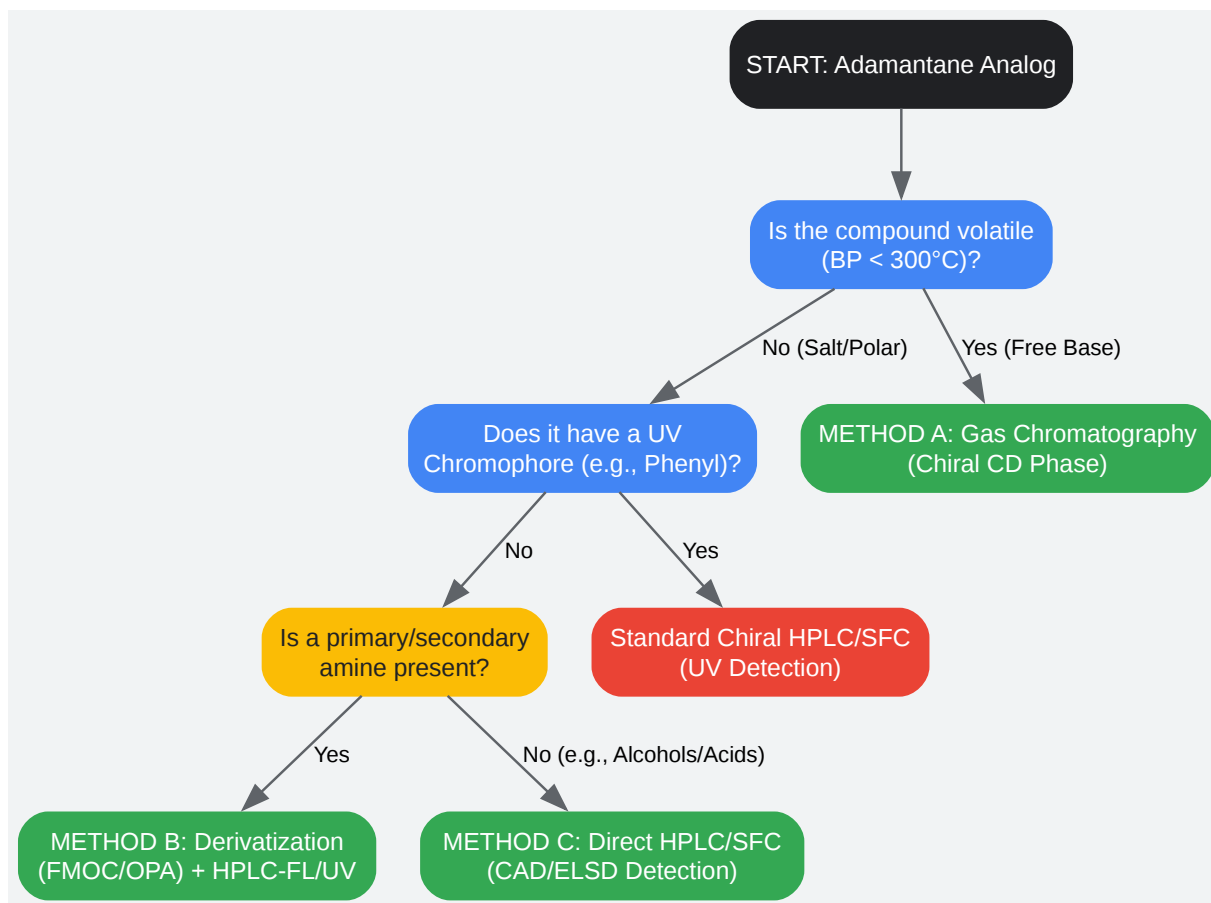 START: Adamantane Analog
Is the compound volatile
(BP < 300°C)?
No (Salt/Polar)
Yes (Free Base)
Does it have a UV
Chromophore (e.g., Phenyl)?
METHOD A: Gas Chromatography
(Chiral CD Phase)
No
Yes
Is a primary/secondary
amine present?
Standard Chiral HPLC/SFC
(UV Detection)
Yes
No (e.g., Alcohols/Acids)
METHOD B: Derivatization
(FMOC/OPA) + HPLC-FL/UV
METHOD C: Direct HPLC/SFC
(CAD/ELSD Detection)